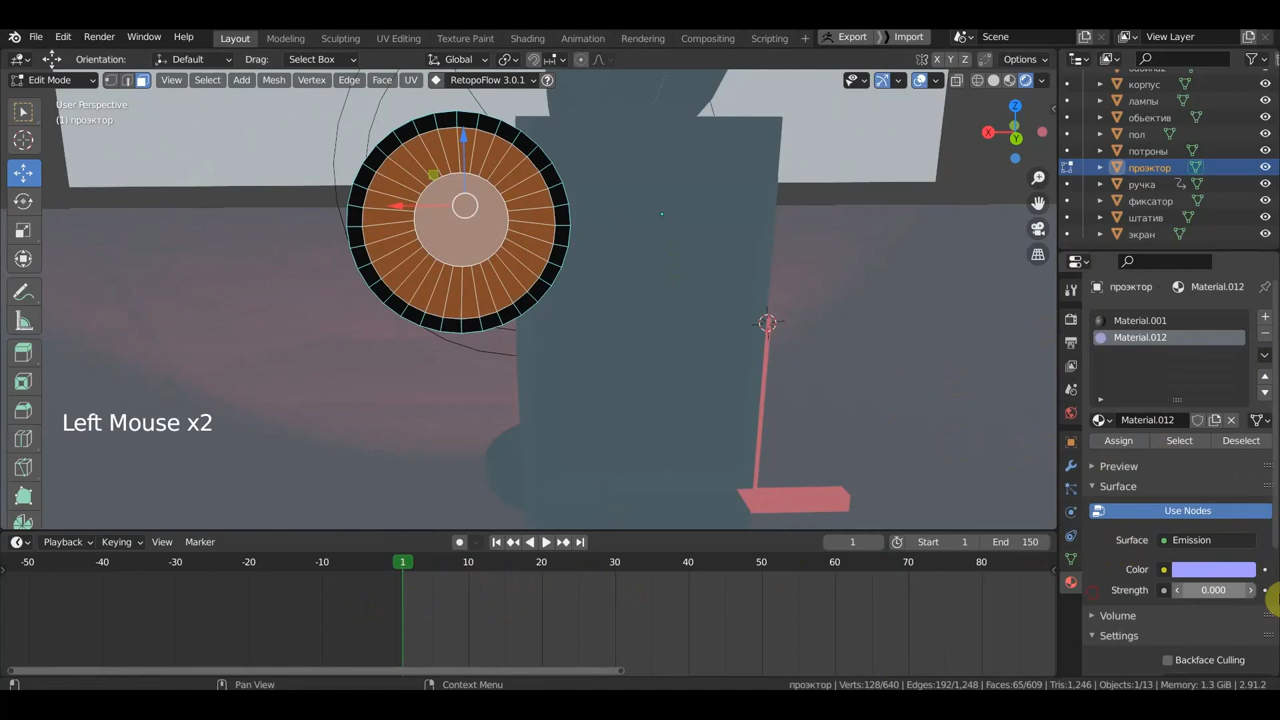 File Edit Render Window Help Layout Modeling Sculpting UV Editing Texture Paint Shading Animation Rendering Compositing Scripting + Export Import Scene View Layer
Orientation: Default Drag: Select Box Global X Y Z Options
Edit Mode View Select Add Mesh Vertex Edge Face UV RetopoFlow 3.0.1
User Perspective
(1) проэктор
корпус
лампы
обьектив
пол
потроны
проэктор
ручка
фиксатор
штатив
экран
X
Y
Z
проэктор Material.012
Material.001
Material.012
Material.012
Assign Select Deselect
Preview
Surface
Use Nodes
Surface Emission
Color
Strength 0.000
Volume
Settings
Backface Culling
Left Mouse x2
Playback Keying View Marker 1 Start 1 End 150
-50 -40 -30 -20 -10 1 10 20 30 40 50 60 70 80
Pan View Context Menu проэктор | Verts:128/640 | Edges:192/1,248 | Faces:65/609 | Tris:1,246 | Objects:1/13 | Memory: 1.3 GiB | 2.91.2